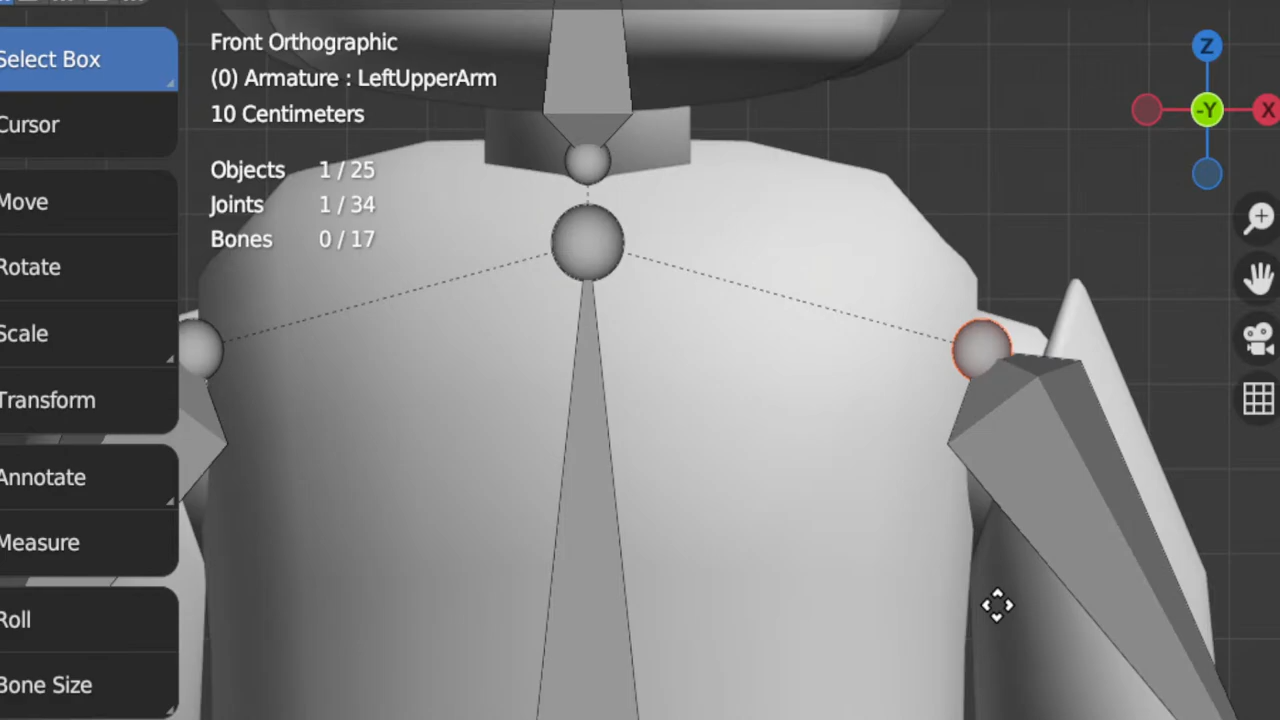 Select Box
Cursor
Move
Rotate
Scale
Transform
Annotate
Measure
Roll
Bone Size
Front Orthographic
(0) Armature : LeftUpperArm
10 Centimeters
Objects 1 / 25
Joints 1 / 34
Bones 0 / 17
Z
-Y
X